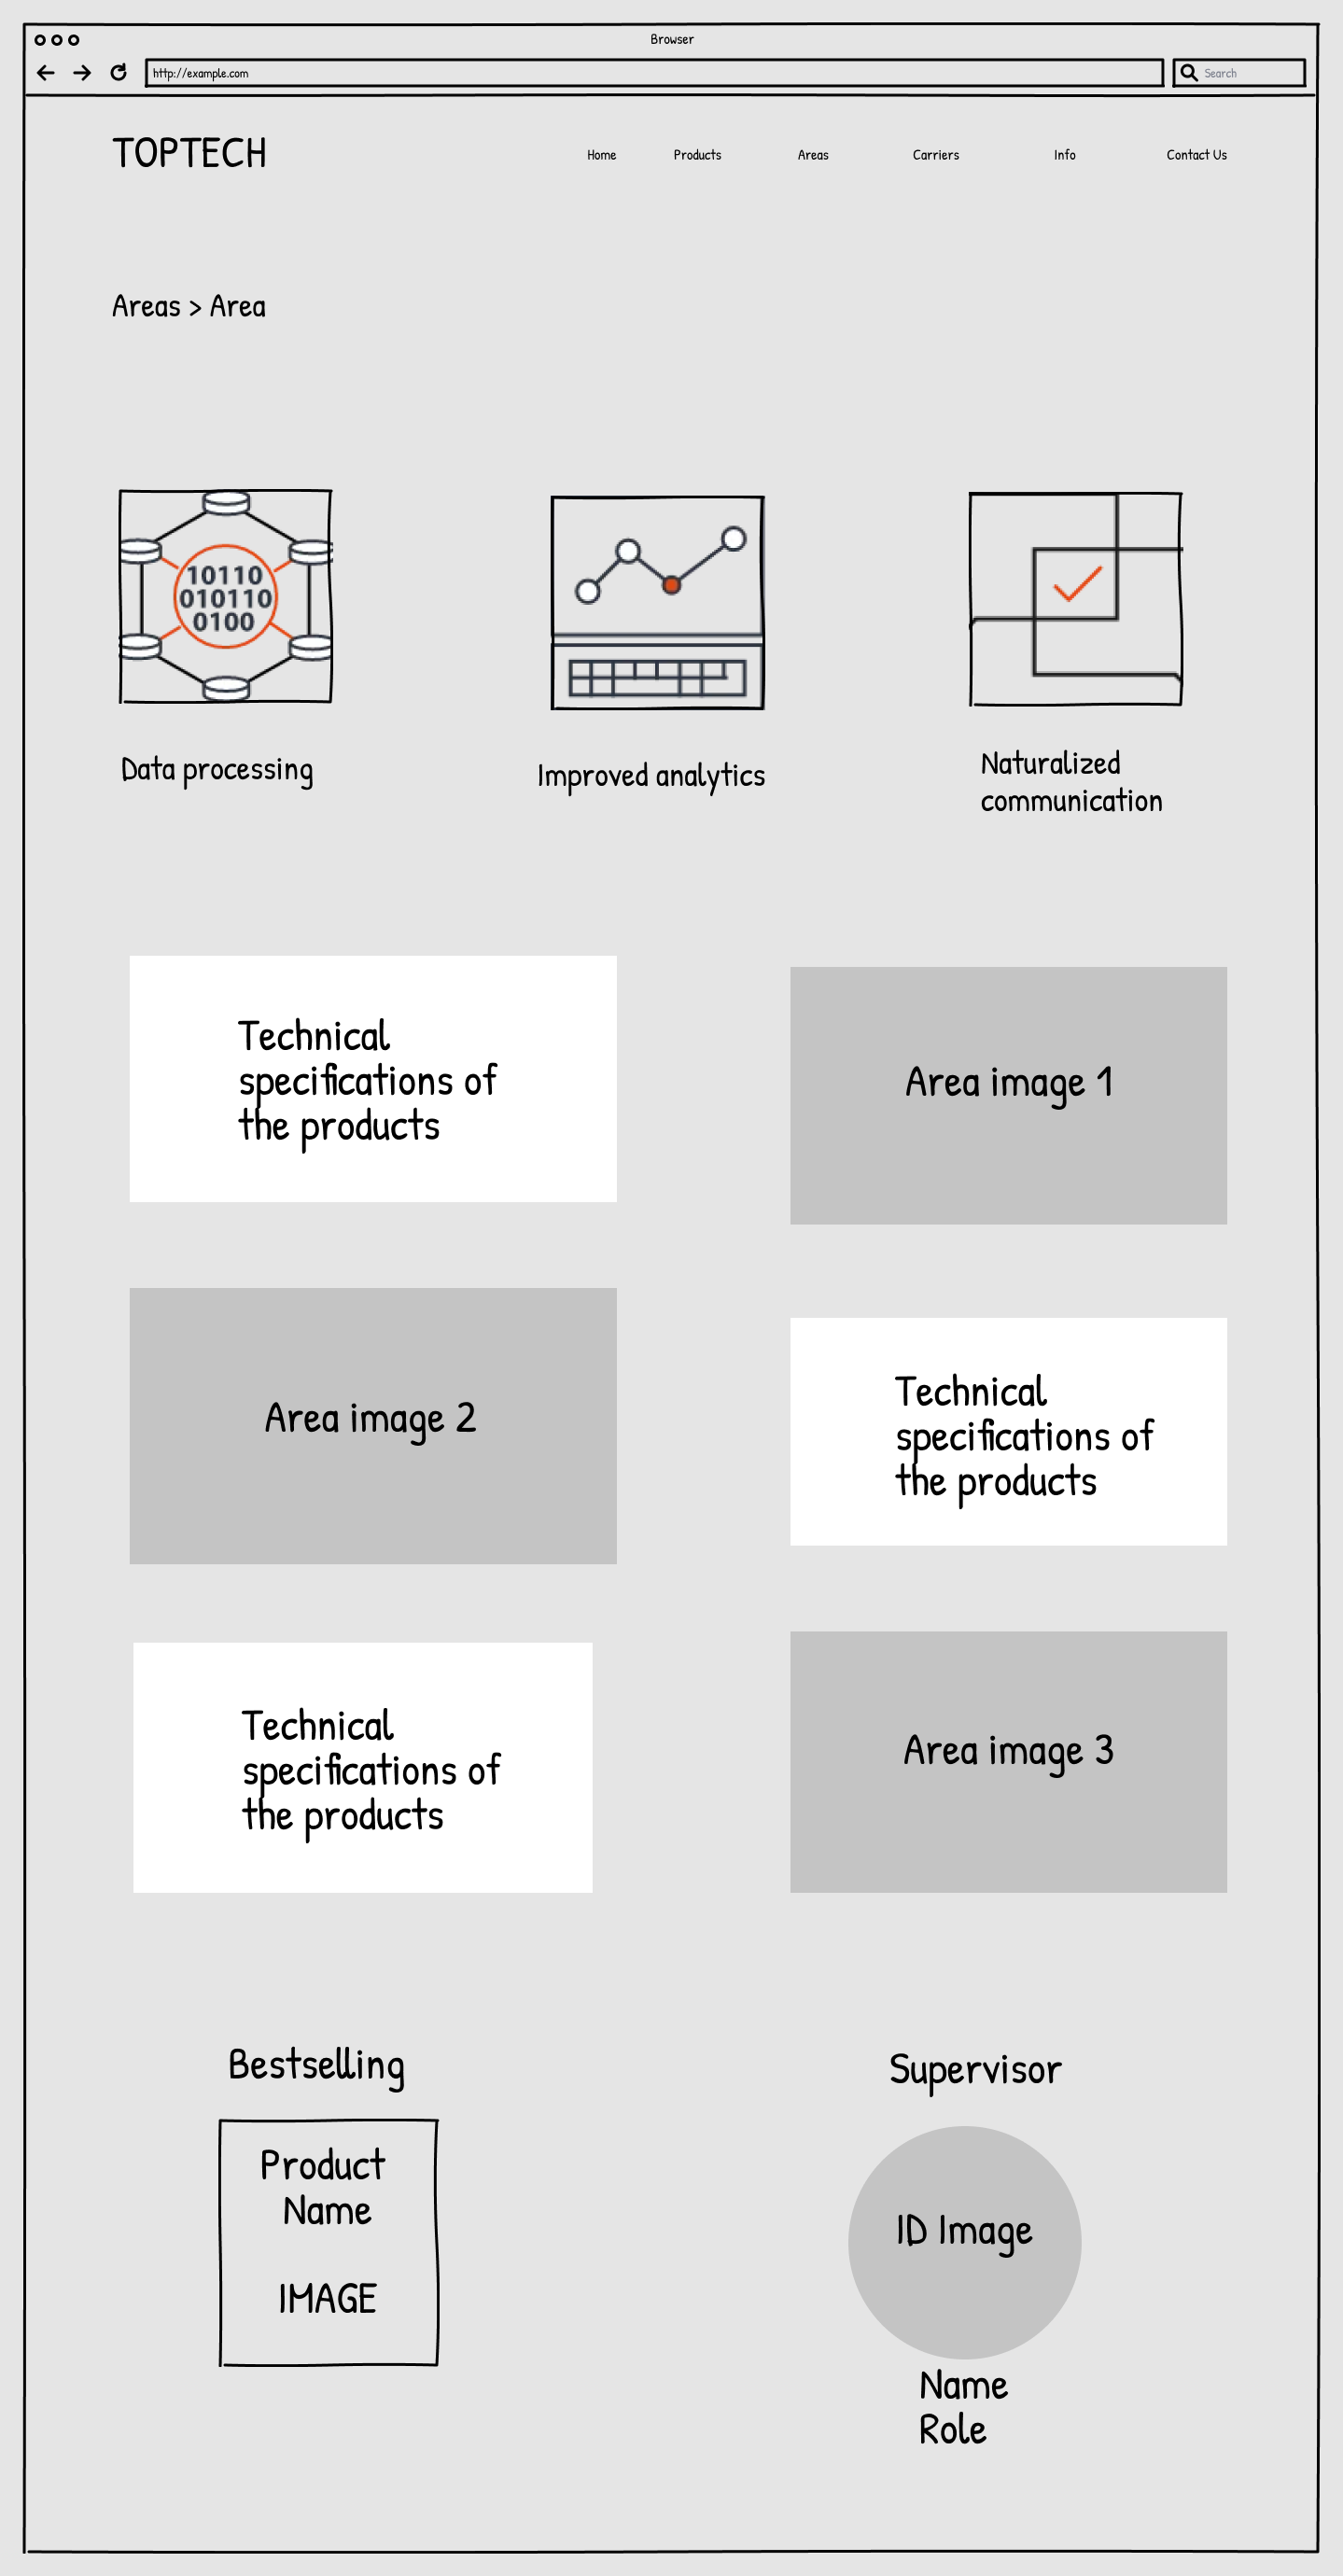 Browser
http://example.com
Search
TOPTECH
Home Products Areas Carriers Info Contact Us
Areas > Area
10110
010110
0100
Data processing
Improved analytics
Naturalized
communication
Technical
specifications of
the products
Area image 1
Area image 2
Technical
specifications of
the products
Technical
specifications of
the products
Area image 3
Bestselling
Product
Name
IMAGE
Supervisor
ID Image
Name
Role